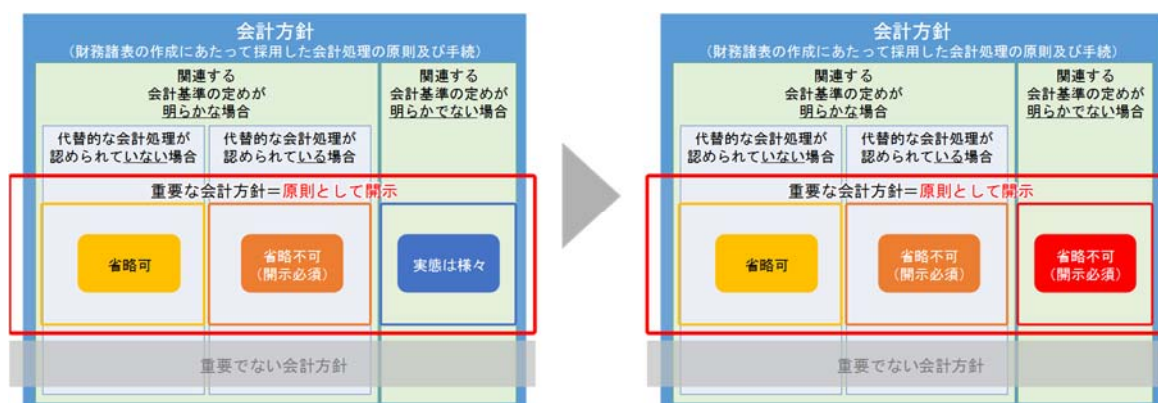 会計方針
（財務諸表の作成にあたって採用した会計処理の原則及び手続）
関連する
会計基準の定めが
明らかな場合
関連する
会計基準の定めが
明らかでない場合
代替的な会計処理が
認められていない場合
代替的な会計処理が
認められている場合
重要な会計方針＝原則として開示
省略可
省略不可
（開示必須）
実態は様々
重要でない会計方針
会計方針
（財務諸表の作成にあたって採用した会計処理の原則及び手続）
関連する
会計基準の定めが
明らかな場合
関連する
会計基準の定めが
明らかでない場合
代替的な会計処理が
認められていない場合
代替的な会計処理が
認められている場合
重要な会計方針＝原則として開示
省略可
省略不可
（開示必須）
省略不可
（開示必須）
重要でない会計方針